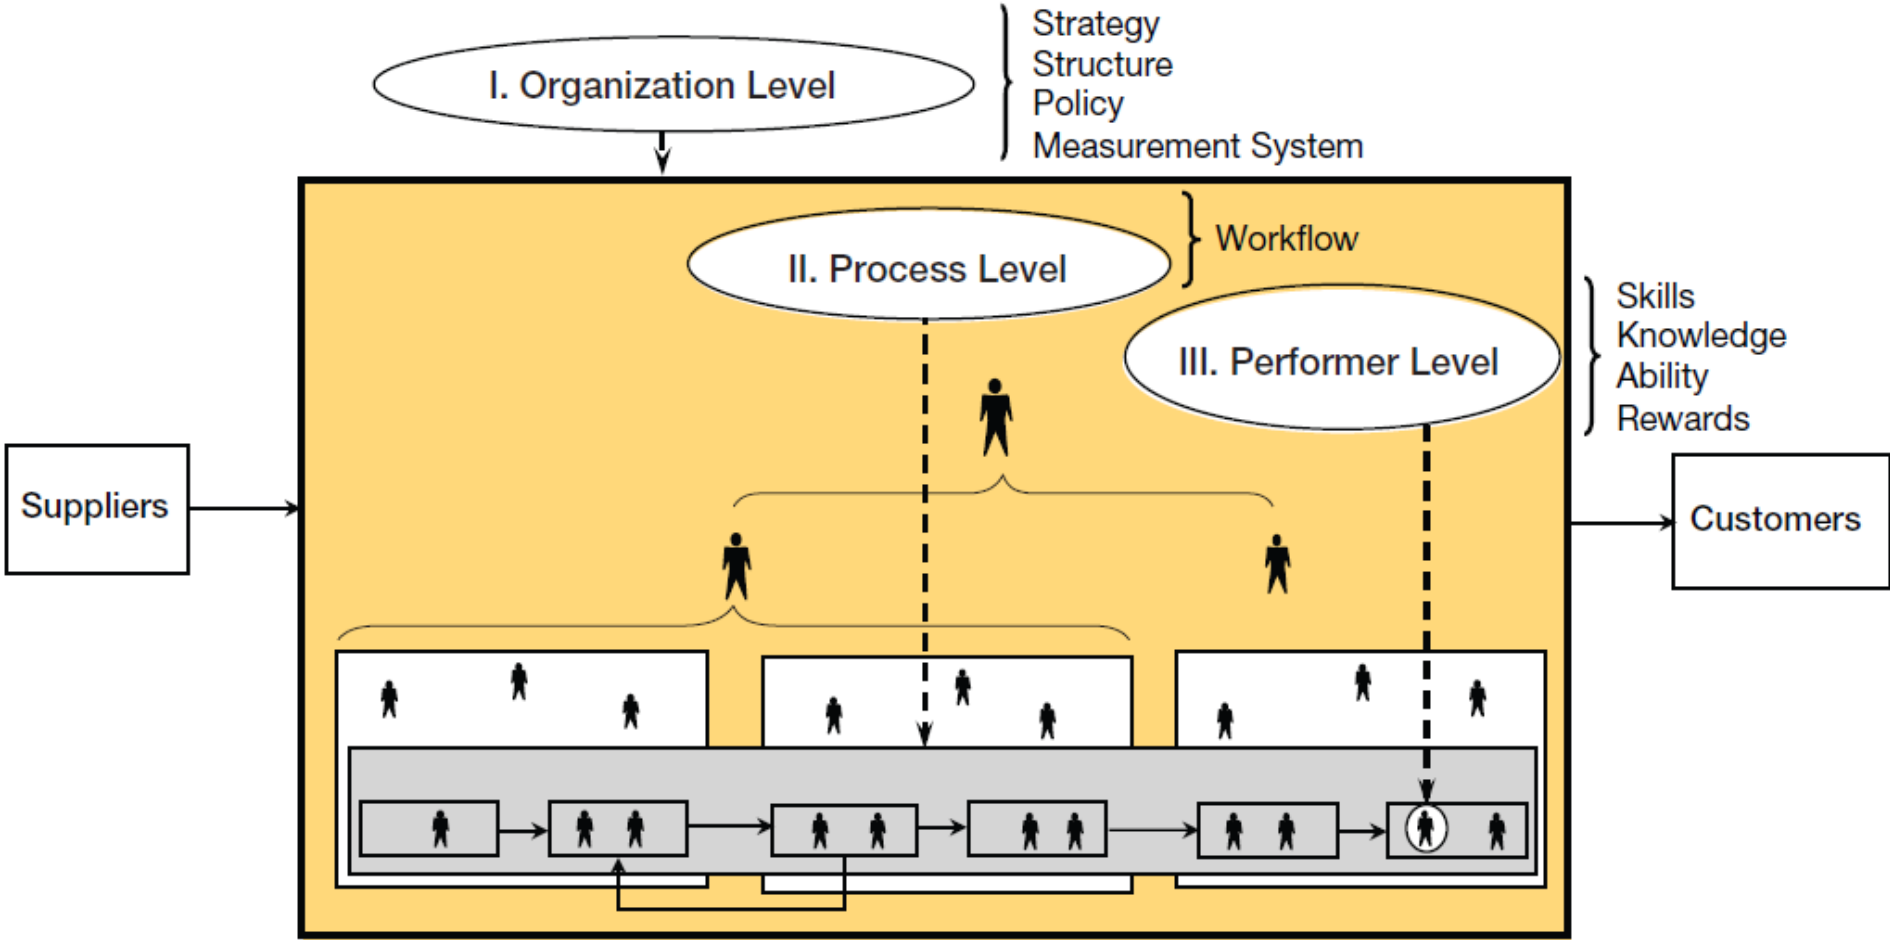 I. Organization Level
Strategy
Structure
Policy
Measurement System
II. Process Level
Workflow
III. Performer Level
Skills
Knowledge
Ability
Rewards
Suppliers
Customers